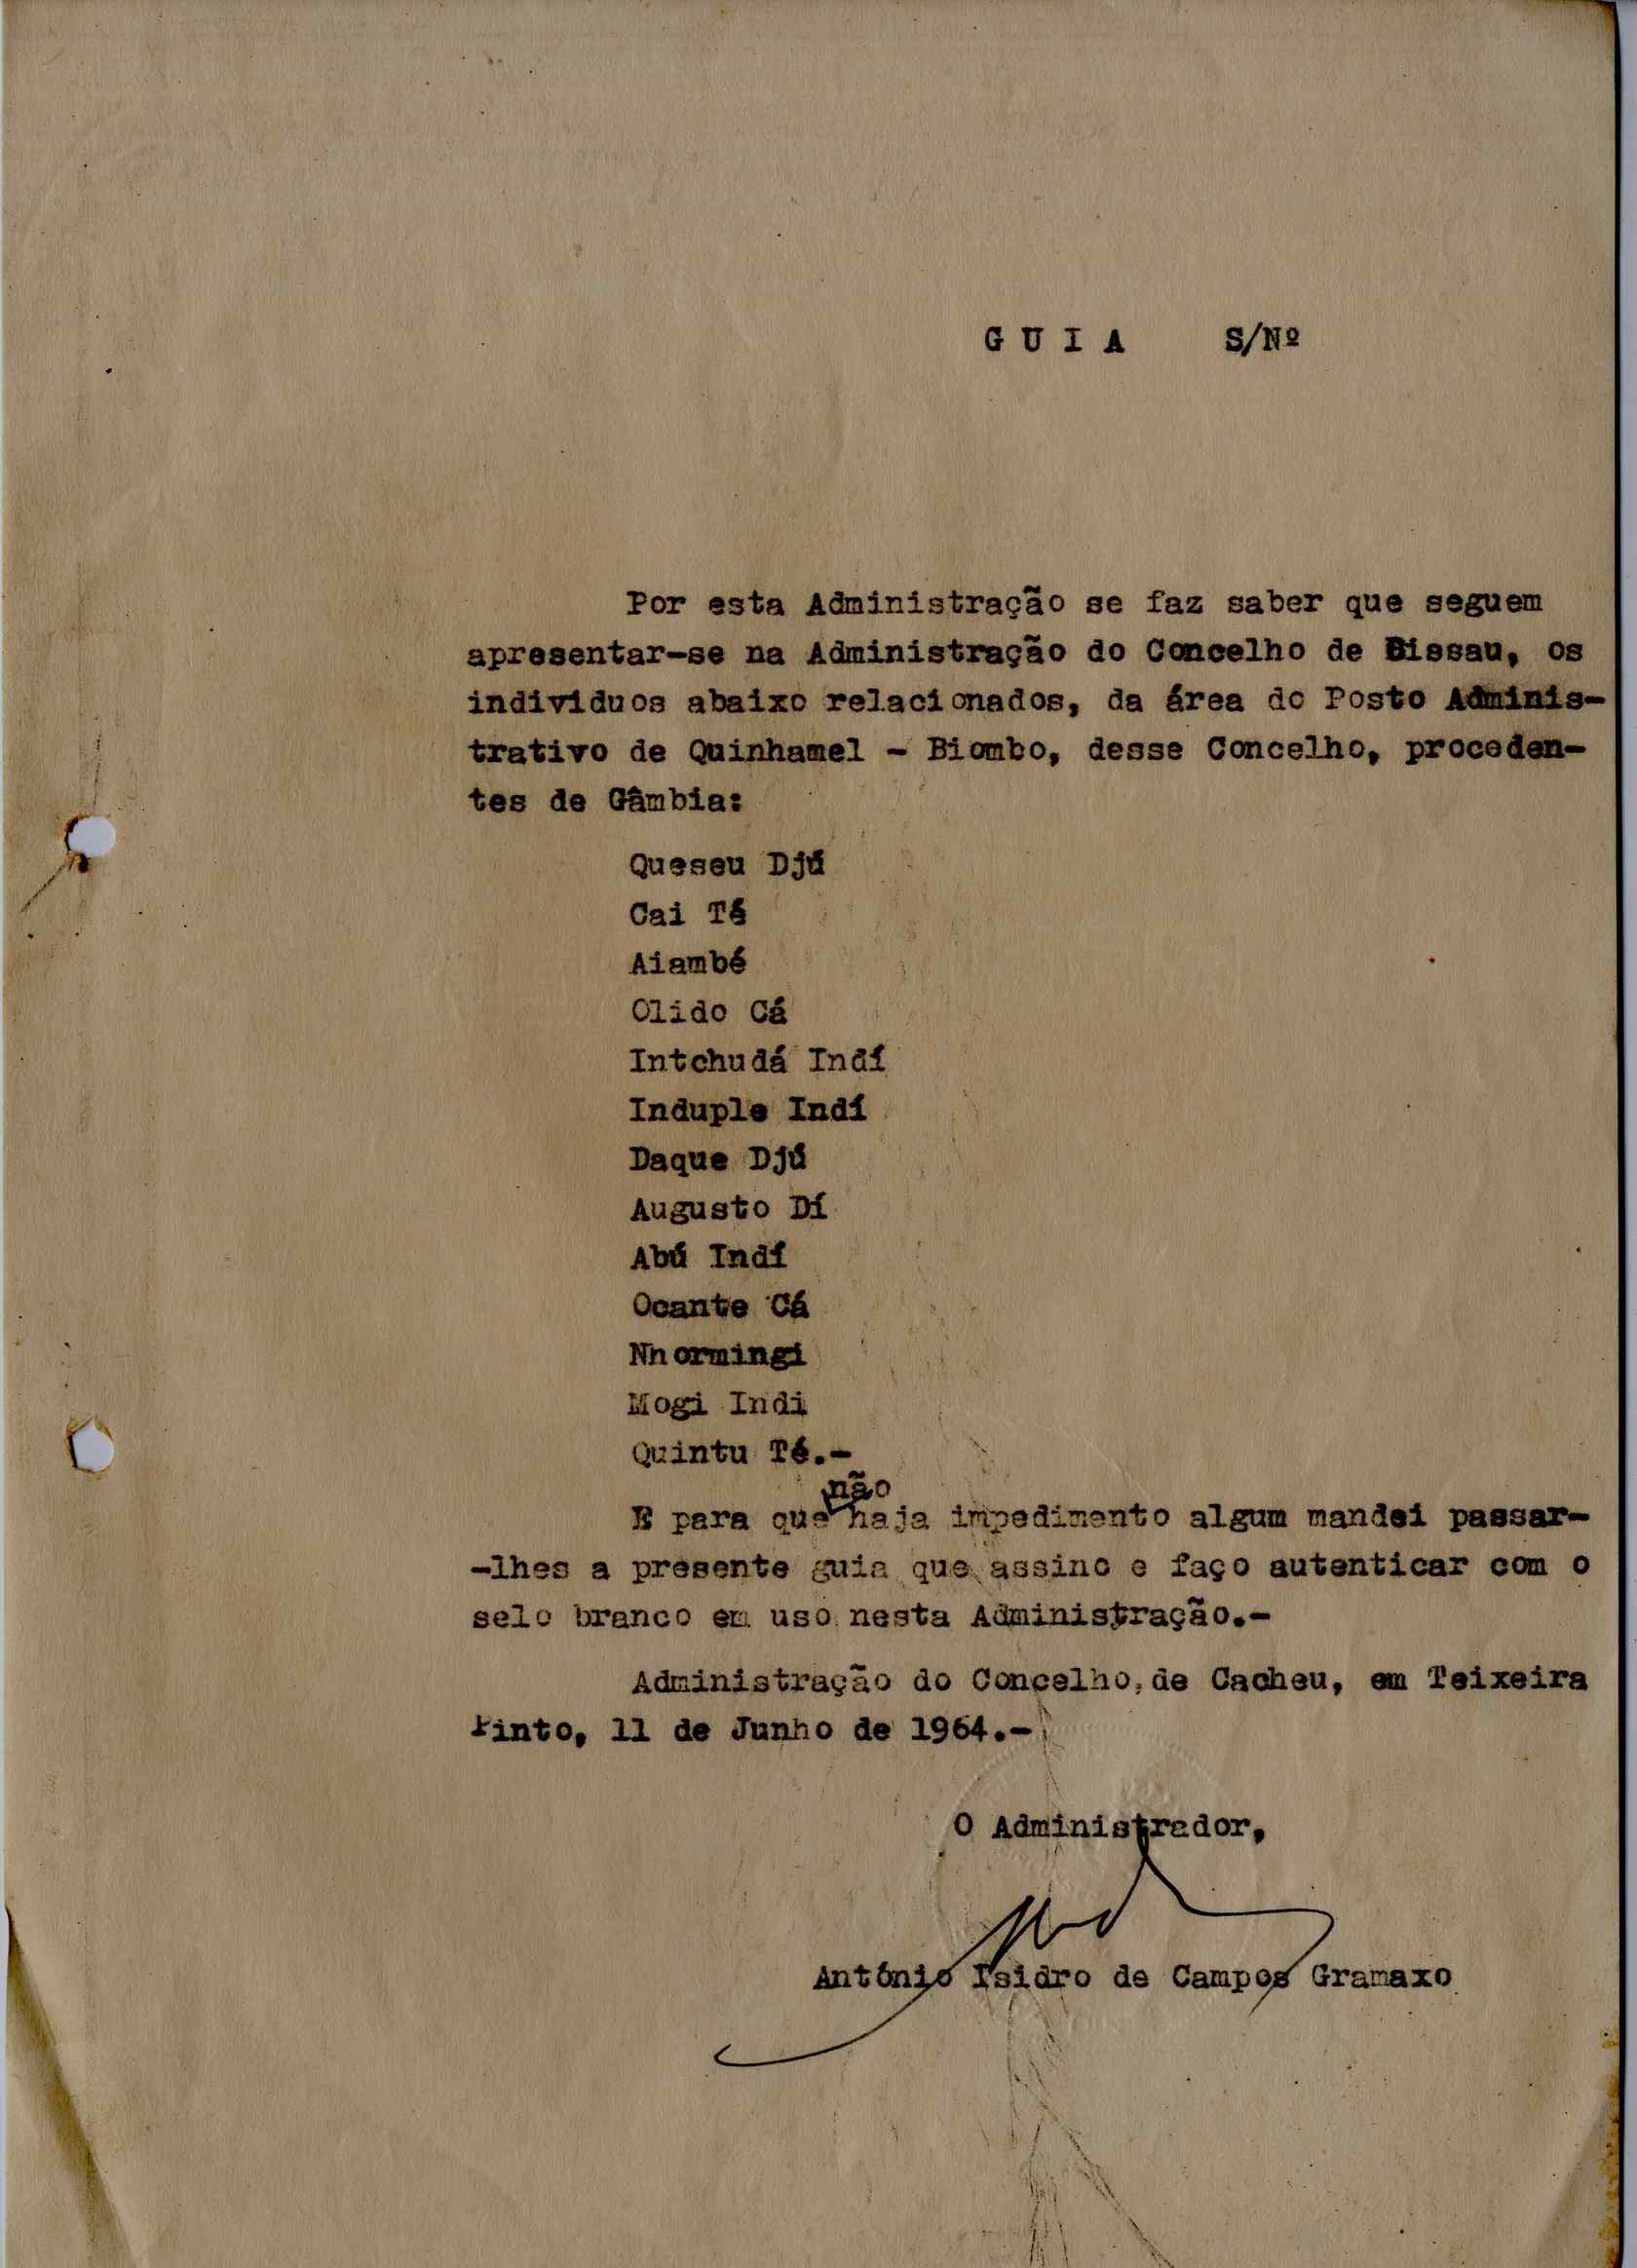 GUIA S/Nº
Por esta Administração se faz saber que seguem
apresentar-se na Administração do Concelho de Bissau, os
individuos abaixo relacionados, da área do Posto Adminis-
trativo de Quinhamel - Biombo, desse Concelho, proceden-
tes de Gâmbia:
Queseu Djú
Cai Té
Aiambé
Olido Cá
Intchudá Indí
Induple Indí
Daque Djú
Augusto Dí
Abú Indí
Ocante Cá
Nnormingi
Mogi Indi
Quintu Té.-
não
E para que haja impedimento algum mandei passar-
-lhes a presente guia que assino e faço autenticar com o
selo branco em uso nesta Administração.-
Administração do Concelho, de Cacheu, em Teixeira
Pinto, 11 de Junho de 1964.-
O Administrador,
António Isidro de Campos Gramaxo